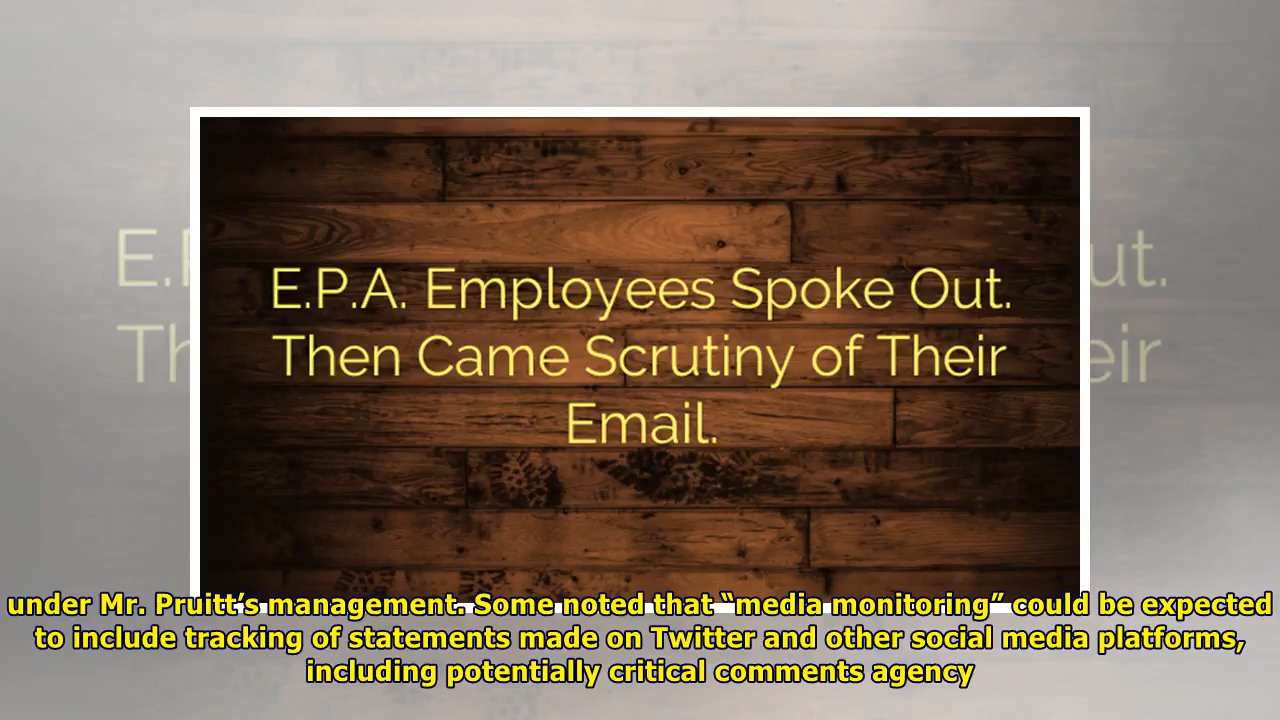 E.P.A. Employees Spoke Out.
Then Came Scrutiny of Their
Email.
under Mr. Pruitt’s management. Some noted that “media monitoring” could be expected
to include tracking of statements made on Twitter and other social media platforms,
including potentially critical comments agency